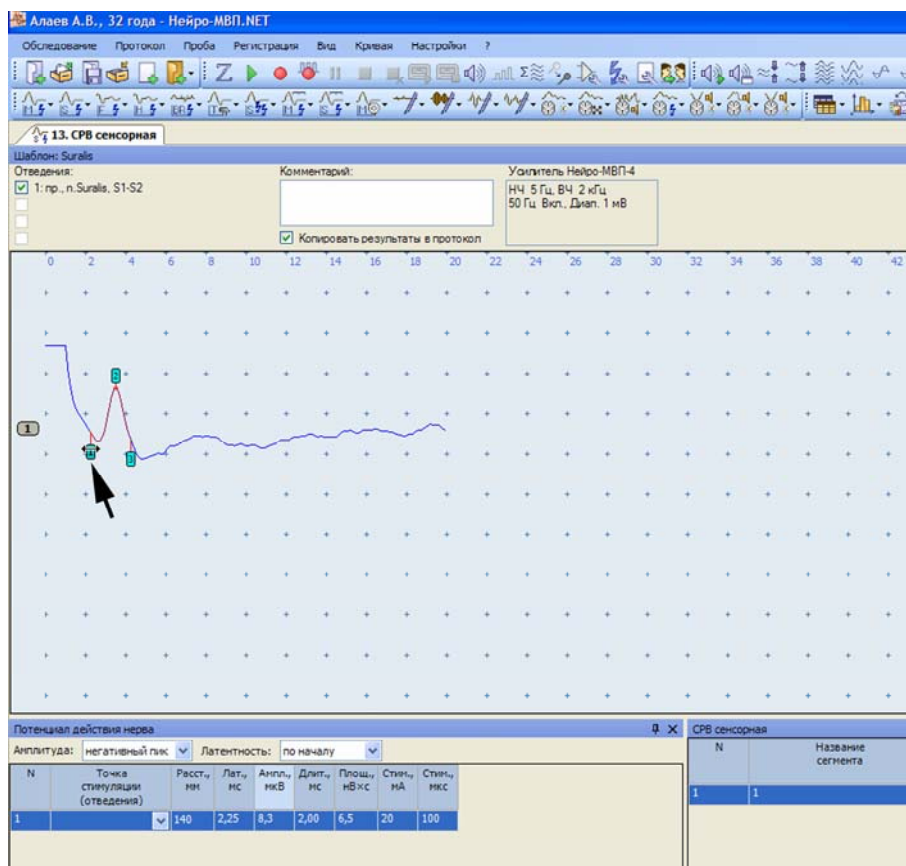 Алаев А.В., 32 года - Нейро-МВП.NET
Обследование Протокол Проба Регистрация Вид Кривая Настройки ?
13. СРВ сенсорная
Шаблон: Suralis
Отведения: Комментарий: Усилитель Нейро-МВП-4
1: пр., n.Suralis, S1-S2 НЧ 5 Гц, ВЧ 2 кГц
50 Гц Вкл., Диап. 1 мВ
Копировать результаты в протокол
0 2 4 6 8 10 12 14 16 18 20 22 24 26 28 30 32 34 36 38 40 42
2
1
3
Потенциал действия нерва СРВ сенсорная
Амплитуда: негативный пик Латентность: по началу
N Точка стимуляции (отведения) Расст., мм Лат., мс Ампл., мкВ Длит., мс Площ., нВ×с Стим., мА Стим., мкс N Название сегмента
1 140 2,25 8,3 2,00 6,5 20 100 1 1